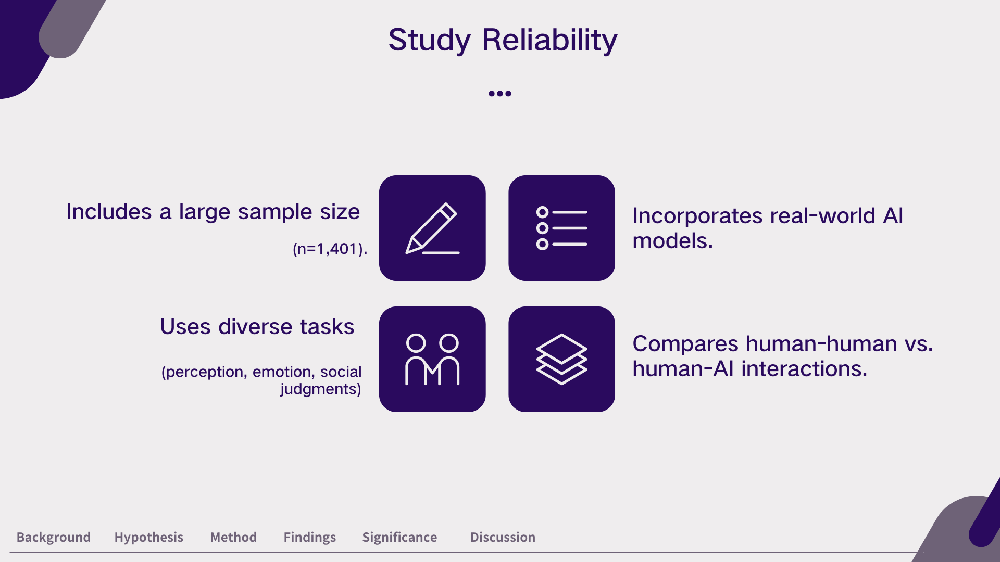 Study Reliability
...
Includes a large sample size
(n=1,401).
Incorporates real-world AI
models.
Uses diverse tasks
(perception, emotion, social
judgments)
Compares human-human vs.
human-AI interactions.
Background Hypothesis Method Findings Significance Discussion